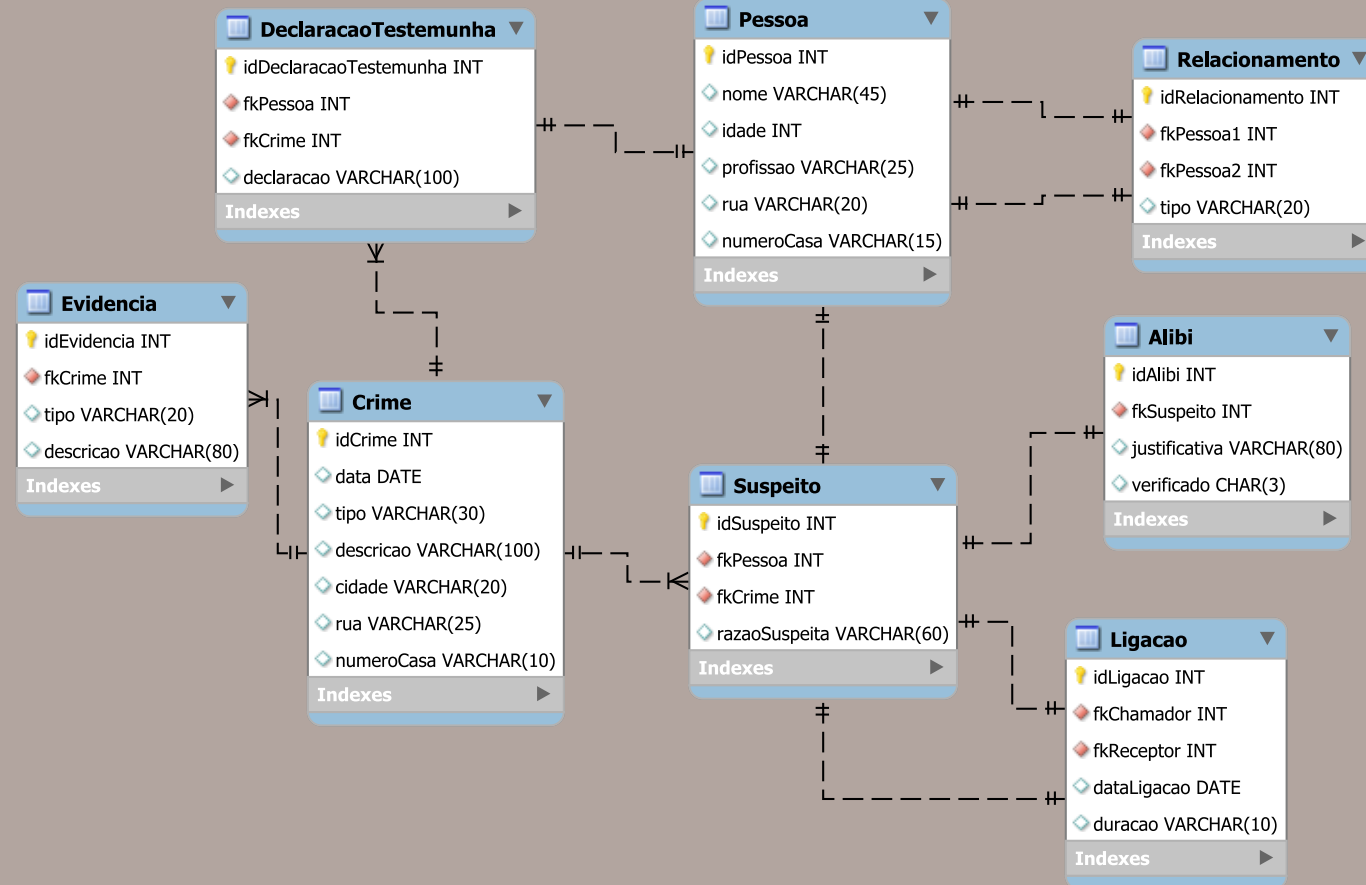 DeclaracaoTestemunha
idDeclaracaoTestemunha INT
fkPessoa INT
fkCrime INT
declaracao VARCHAR(100)
Indexes
Pessoa
idPessoa INT
nome VARCHAR(45)
idade INT
profissao VARCHAR(25)
rua VARCHAR(20)
numeroCasa VARCHAR(15)
Indexes
Relacionamento
idRelacionamento INT
fkPessoa1 INT
fkPessoa2 INT
tipo VARCHAR(20)
Indexes
Evidencia
idEvidencia INT
fkCrime INT
tipo VARCHAR(20)
descricao VARCHAR(80)
Indexes
Crime
idCrime INT
data DATE
tipo VARCHAR(30)
descricao VARCHAR(100)
cidade VARCHAR(20)
rua VARCHAR(25)
numeroCasa VARCHAR(10)
Indexes
Suspeito
idSuspeito INT
fkPessoa INT
fkCrime INT
razaoSuspeita VARCHAR(60)
Indexes
Alibi
idAlibi INT
fkSuspeito INT
justificativa VARCHAR(80)
verificado CHAR(3)
Indexes
Ligacao
idLigacao INT
fkChamador INT
fkReceptor INT
dataLigacao DATE
duracao VARCHAR(10)
Indexes